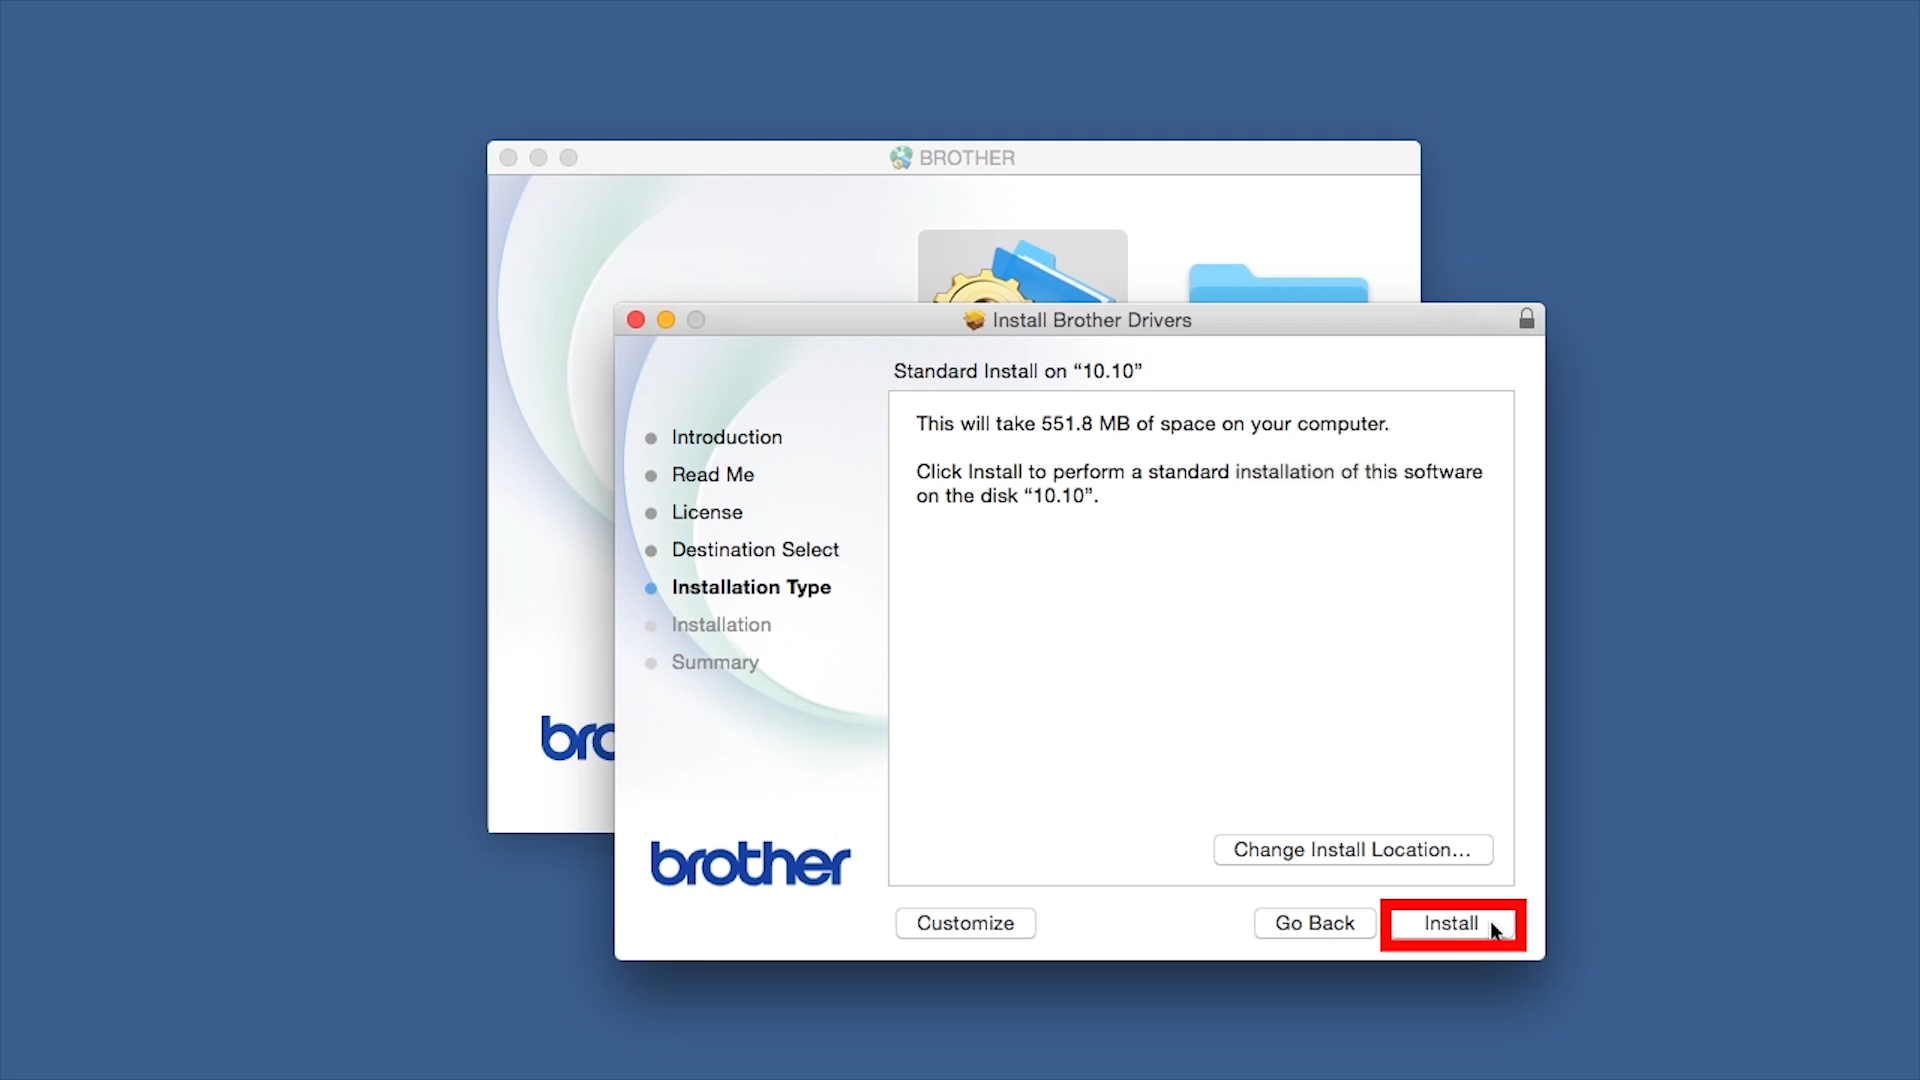 BROTHER
bro
Install Brother Drivers
Standard Install on “10.10”
Introduction
Read Me
License
Destination Select
Installation Type
Installation
Summary
This will take 551.8 MB of space on your computer.
Click Install to perform a standard installation of this software
on the disk “10.10”.
Change Install Location...
brother
Customize
Go Back
Install